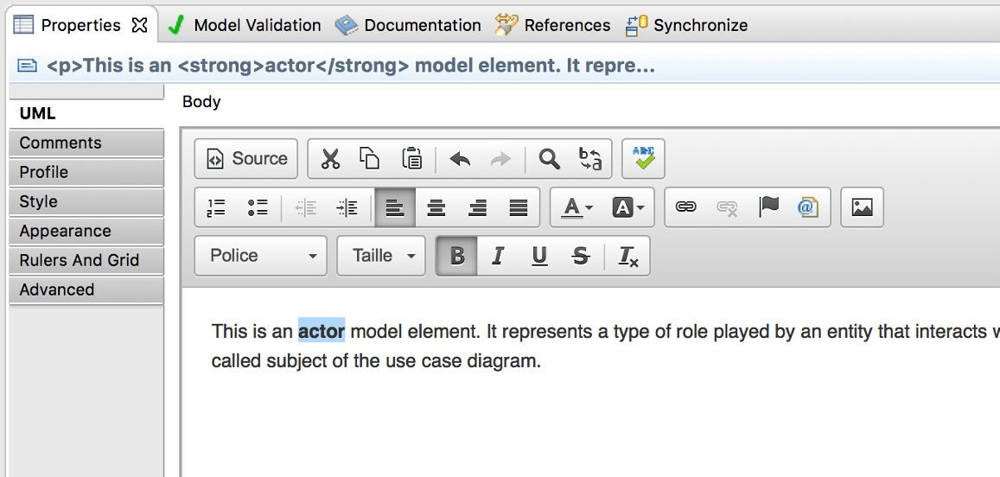 Properties Model Validation Documentation References Synchronize
<p>This is an <strong>actor</strong> model element. It repre...
UML
Comments
Profile
Style
Appearance
Rulers And Grid
Advanced
Body
Source
ABC
Police Taille B I U S Ix
This is an actor model element. It represents a type of role played by an entity that interacts
called subject of the use case diagram.